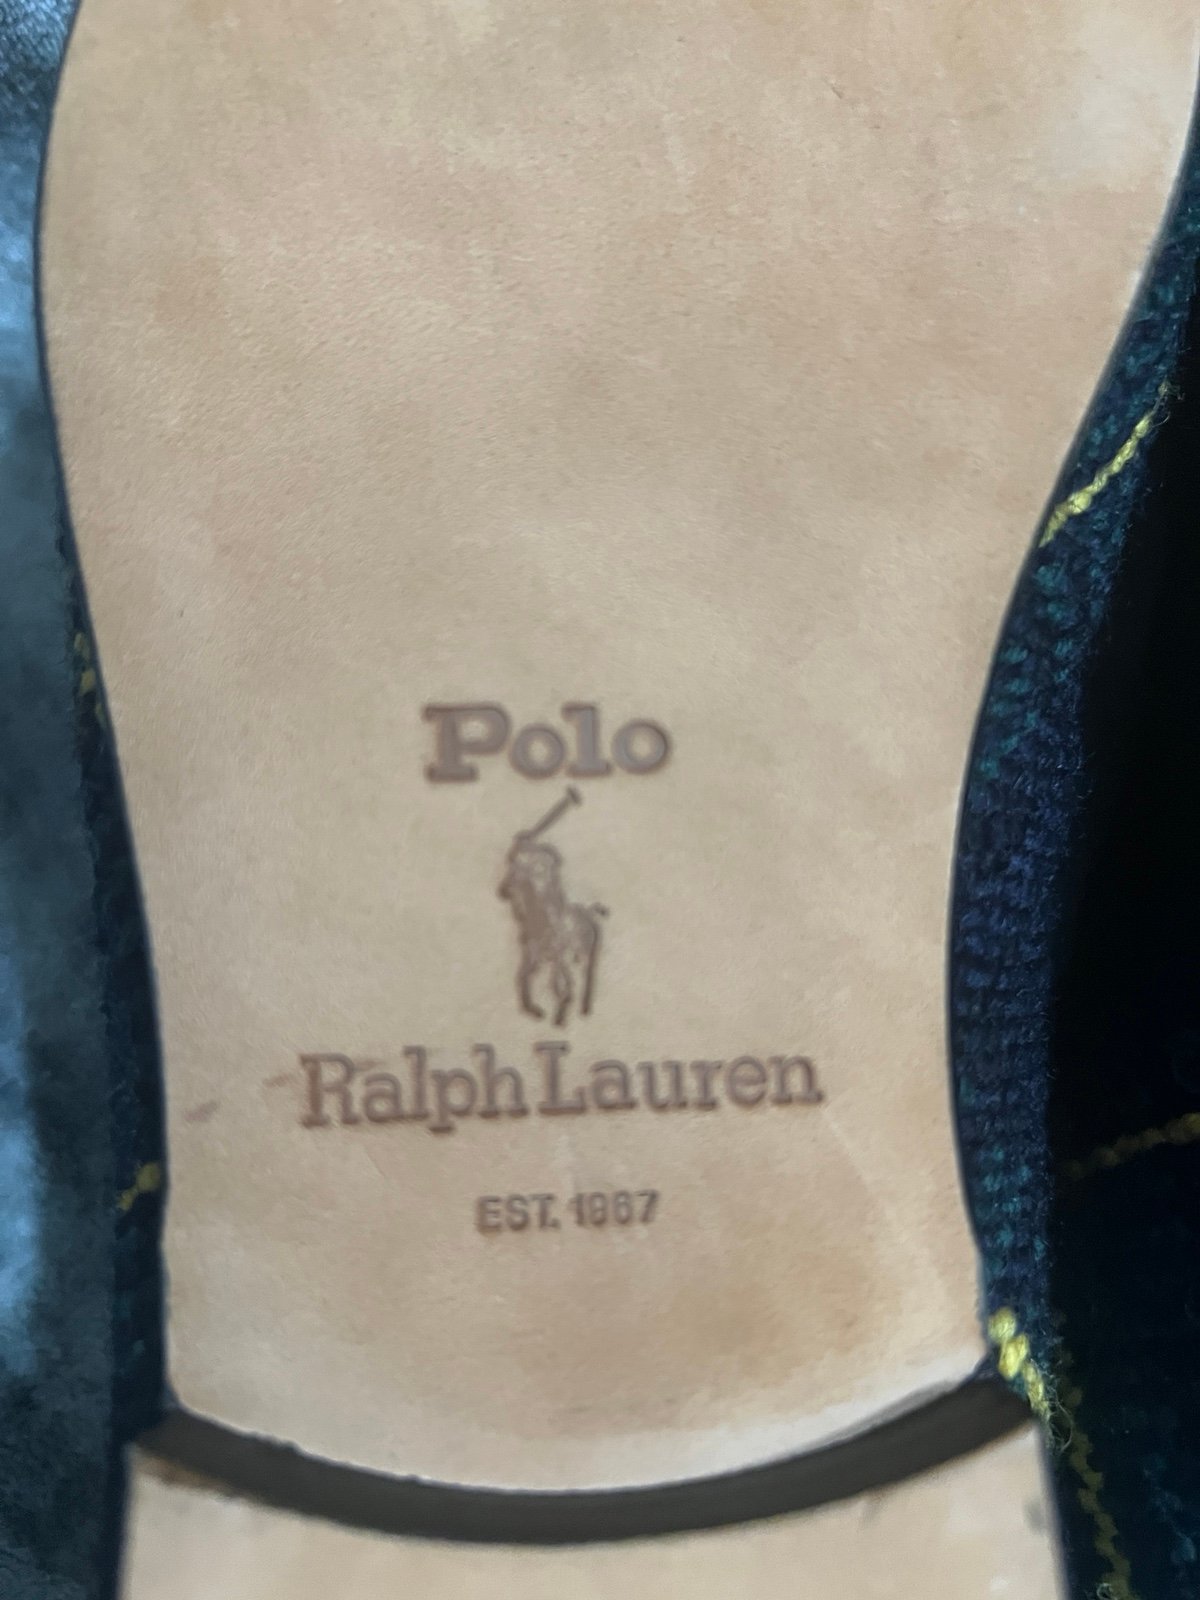 Polo
Ralph Lauren
EST. 1967